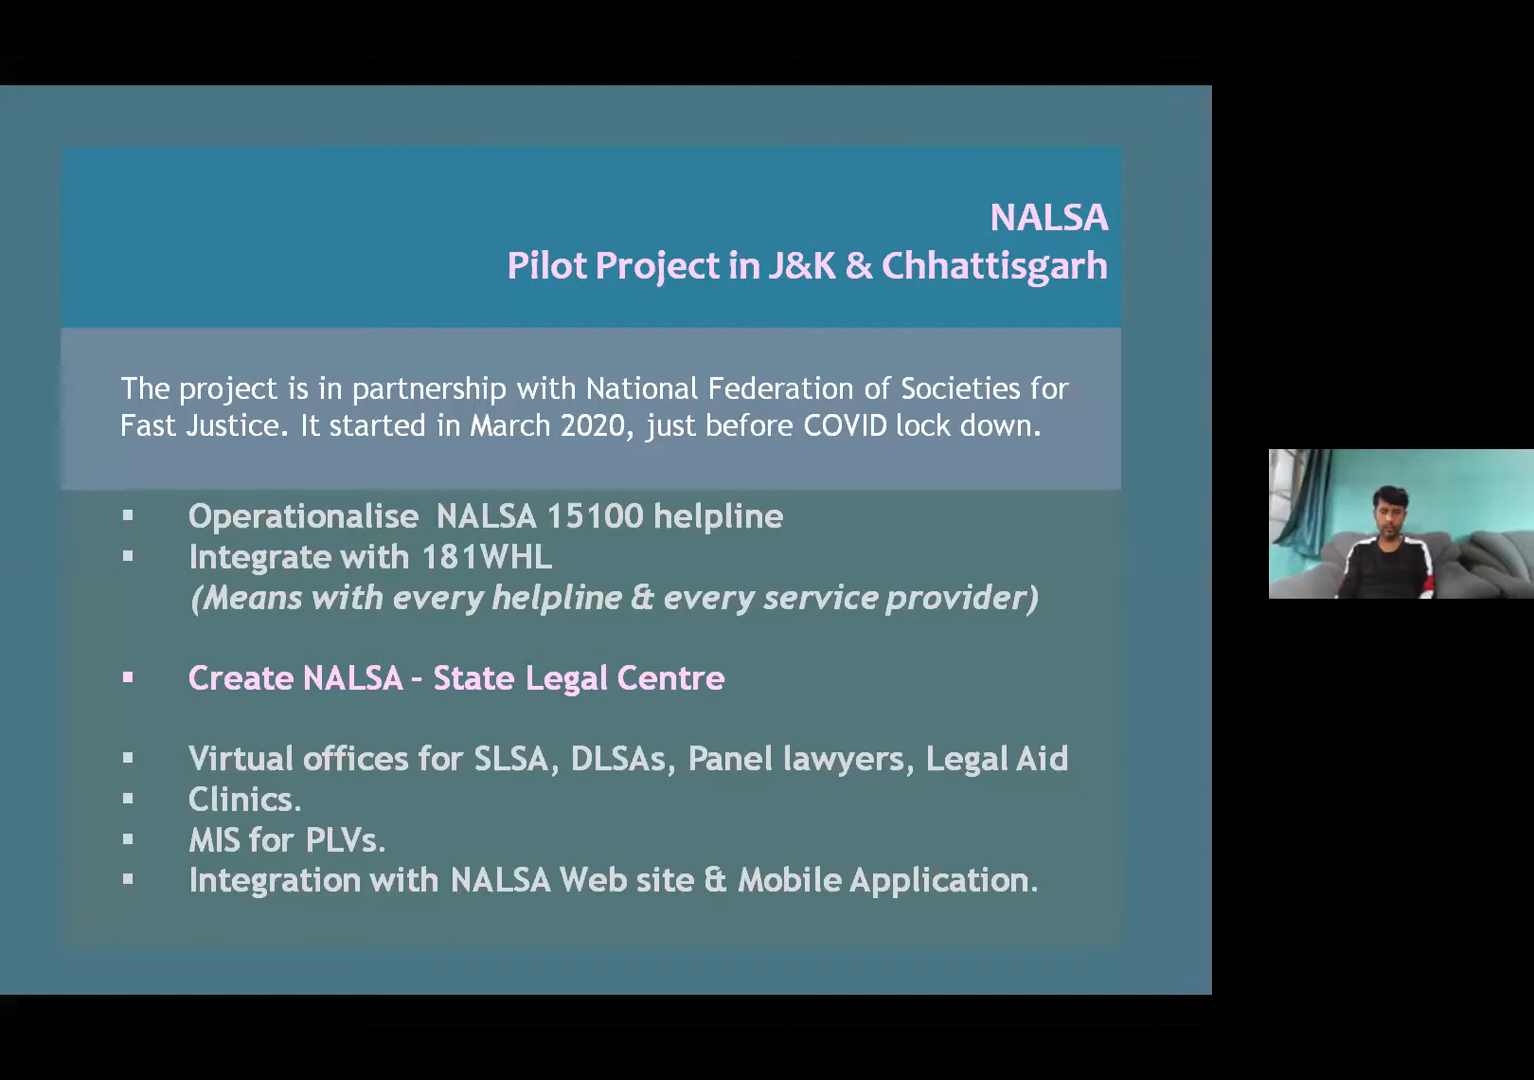 NALSA
Pilot Project in J&K & Chhattisgarh
The project is in partnership with National Federation of Societies for
Fast Justice. It started in March 2020, just before COVID lock down.
▪ Operationalise NALSA 15100 helpline
▪ Integrate with 181WHL
(Means with every helpline & every service provider)
▪ Create NALSA – State Legal Centre
▪ Virtual offices for SLSA, DLSAs, Panel lawyers, Legal Aid
▪ Clinics.
▪ MIS for PLVs.
▪ Integration with NALSA Web site & Mobile Application.